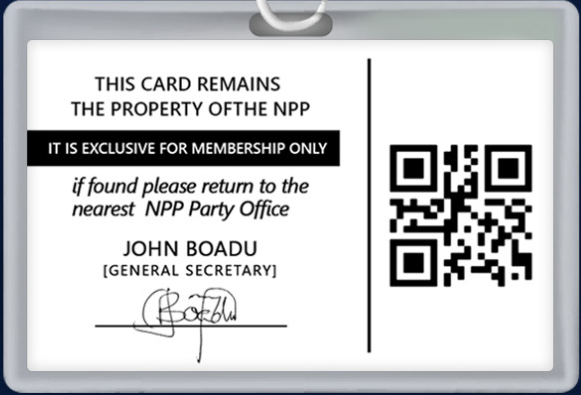 THIS CARD REMAINS
THE PROPERTY OFTHE NPP
IT IS EXCLUSIVE FOR MEMBERSHIP ONLY
if found please return to the
nearest NPP Party Office
JOHN BOADU
[GENERAL SECRETARY]